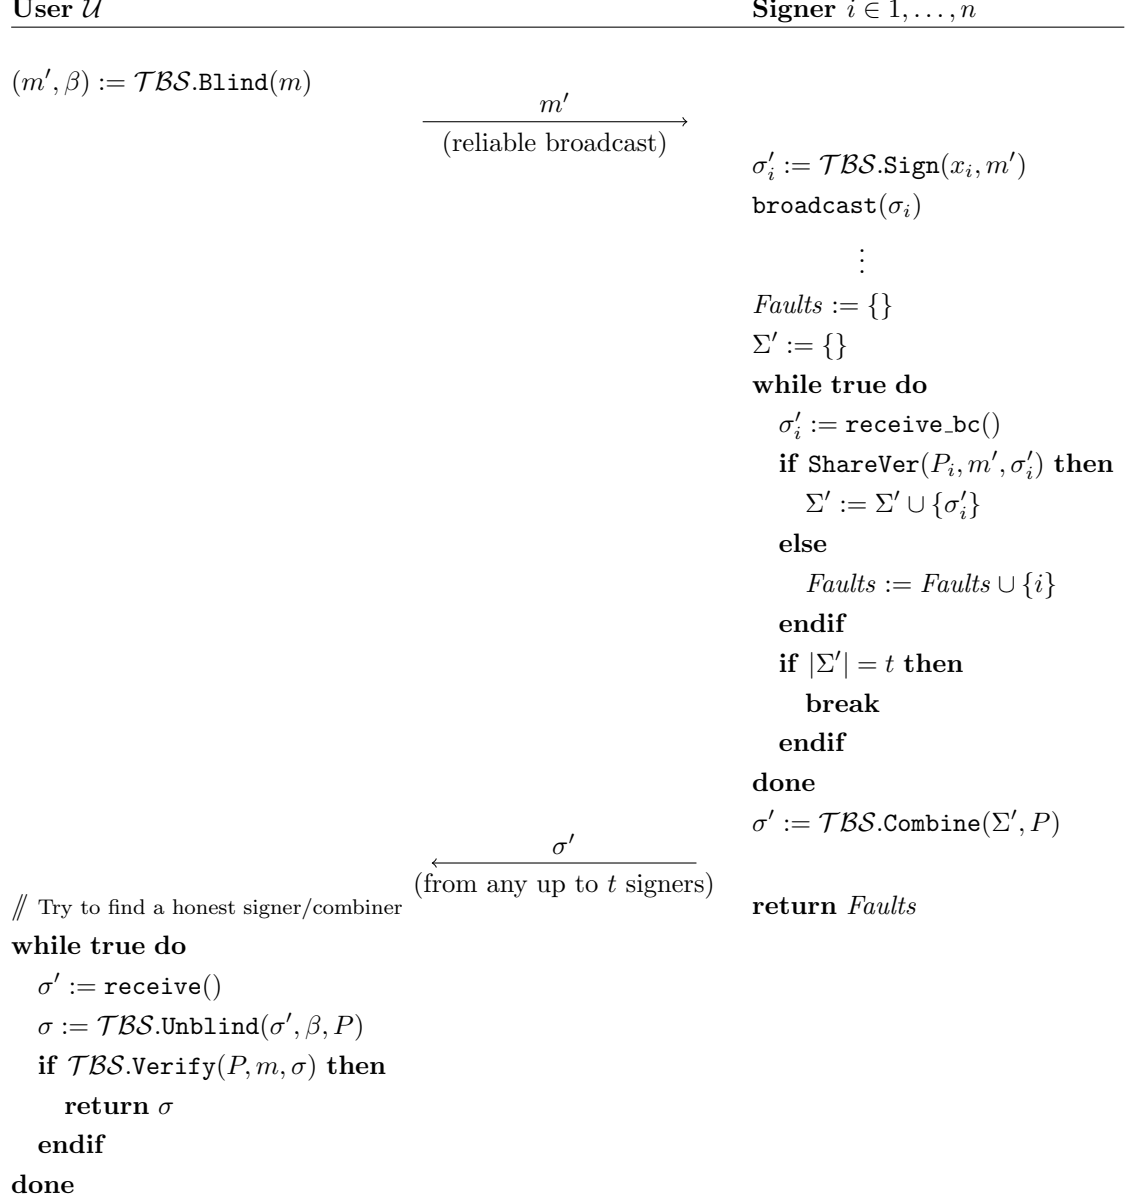 User 𝒰
Signer i ∈ 1, . . . , n
(m′, β) := 𝒯ℬ𝒮.Blind(m)
m′
(reliable broadcast)
σ′ᵢ := 𝒯ℬ𝒮.Sign(xᵢ, m′)
broadcast(σᵢ)
⋮
Faults := {}
Σ′ := {}
while true do
σ′ᵢ := receive_bc()
if ShareVer(Pᵢ, m′, σ′ᵢ) then
Σ′ := Σ′ ∪ {σ′ᵢ}
else
Faults := Faults ∪ {i}
endif
if |Σ′| = t then
break
endif
done
σ′ := 𝒯ℬ𝒮.Combine(Σ′, P)
σ′
(from any up to t signers)
return Faults
// Try to find a honest signer/combiner
while true do
σ′ := receive()
σ := 𝒯ℬ𝒮.Unblind(σ′, β, P)
if 𝒯ℬ𝒮.Verify(P, m, σ) then
return σ
endif
done